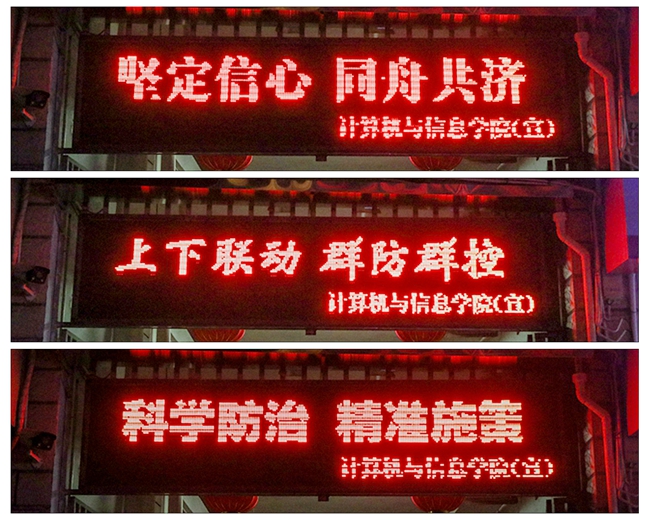 坚定信心 同舟共济
计算机与信息学院(宣)
上下联动 群防群控
计算机与信息学院(宣)
科学防治 精准施策
计算机与信息学院(宣)